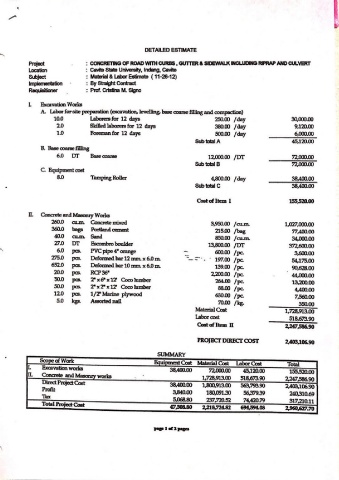 DETAILED ESTIMATE
Project : CONCRETING OF ROAD WITH CURBS , GUTTER & SIDEWALK INCLUDING RIPRAP AND CULVERT
Location : Cavite State University, Indang, Cavite
Subject : Material & Labor Estimate ( 11-28-12)
Implementation : By Straight Contract
Requisitioner : Prof. Cristina M. Signo
I. Excavation Works
A. Labor for site preparation (excavation, levelling, base coarse filling and compaction)
10.0 Laborers for 12 days 250.00 /day 30,000.00
2.0 Skilled laborers for 12 days 380.00 /day 9,120.00
1.0 Foreman for 12 days 500.00 /day 6,000.00
Sub total A 45,120.00
B. Base coarse filling
6.0 DT Base coarse 12,000.00 /DT 72,000.00
Sub total B 72,000.00
C. Equipment cost
8.0 Tamping Roller 4,800.00 /day 38,400.00
Sub total C 38,400.00
Cost of Item I 155,520.00
II. Concrete and Masonry Works
260.0 cu.m. Concrete mixed 3,950.00 /cu.m. 1,027,000.00
360.0 bags Portland cement 215.00 /bag 77,400.00
40.0 cu.m. Sand 850.00 /cu.m. 34,000.00
27.0 DT Escombro boulder 13,800.00 /DT 372,600.00
6.0 pcs. PVC pipe 4" orange 600.00 /pc. 3,600.00
275.0 pcs. Deformed bar 12 mm. x 6.0 m. 197.00 /pc. 54,175.00
652.0 pcs. Deformed bar 10 mm. x 6.0 m. 139.00 /pc. 90,628.00
20.0 pcs. RCP 36" 2,200.00 /pc. 44,000.00
50.0 pcs. 2" x 6" x 12' Coco lumber 264.00 /pc. 13,200.00
50.0 pcs. 2" x 2" x 12' Coco lumber 88.00 /pc. 4,400.00
12.0 pcs. 1/2" Marine plywood 630.00 /pc. 7,560.00
5.0 kgs. Assorted nail 70.00 /kg. 350.00
Material Cost 1,728,913.00
Labor cost 518,673.90
Cost of Item II 2,247,586.90
PROJECT DIRECT COST 2,403,106.90
SUMMARY
Scope of Work Equipment Cost Material Cost Labor Cost Total
I. Excavation works 38,400.00 72,000.00 45,120.00 155,520.00
II. Concrete and Masonry works 1,728,913.00 518,673.90 2,247,586.90
Direct Project Cost 38,400.00 1,800,913.00 563,793.90 2,403,106.90
Profit 3,840.00 180,091.30 56,379.39 240,310.69
Tax 5,068.80 237,720.52 74,420.79 317,210.11
Total Project Cost 47,308.80 2,218,724.82 694,594.08 2,960,627.70
page 1 of 2 pages